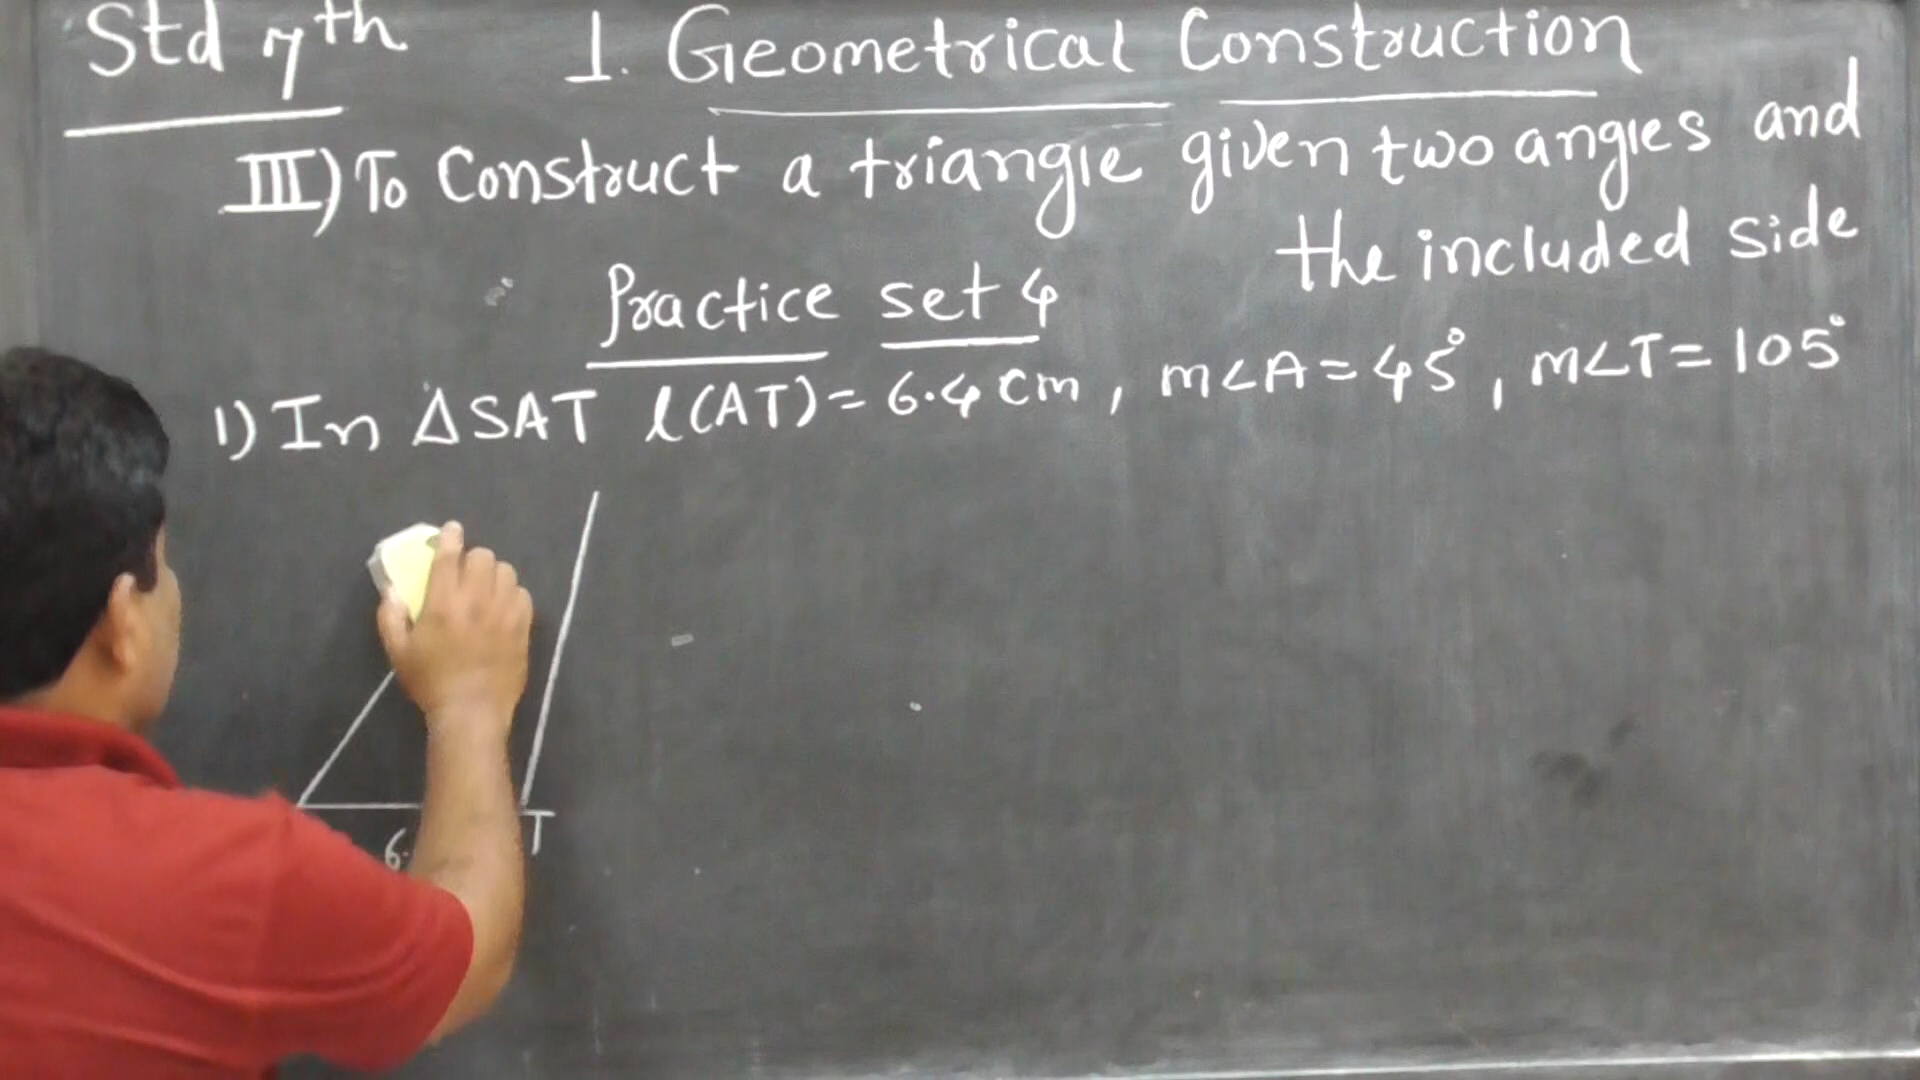 Std 7th 1. Geometrical Construction
III) To Construct a triangle given two angles and
the included side
Practice set 4
1) In ΔSAT l(AT) = 6.4 cm, m∠A = 45°, m∠T = 105°
6. T